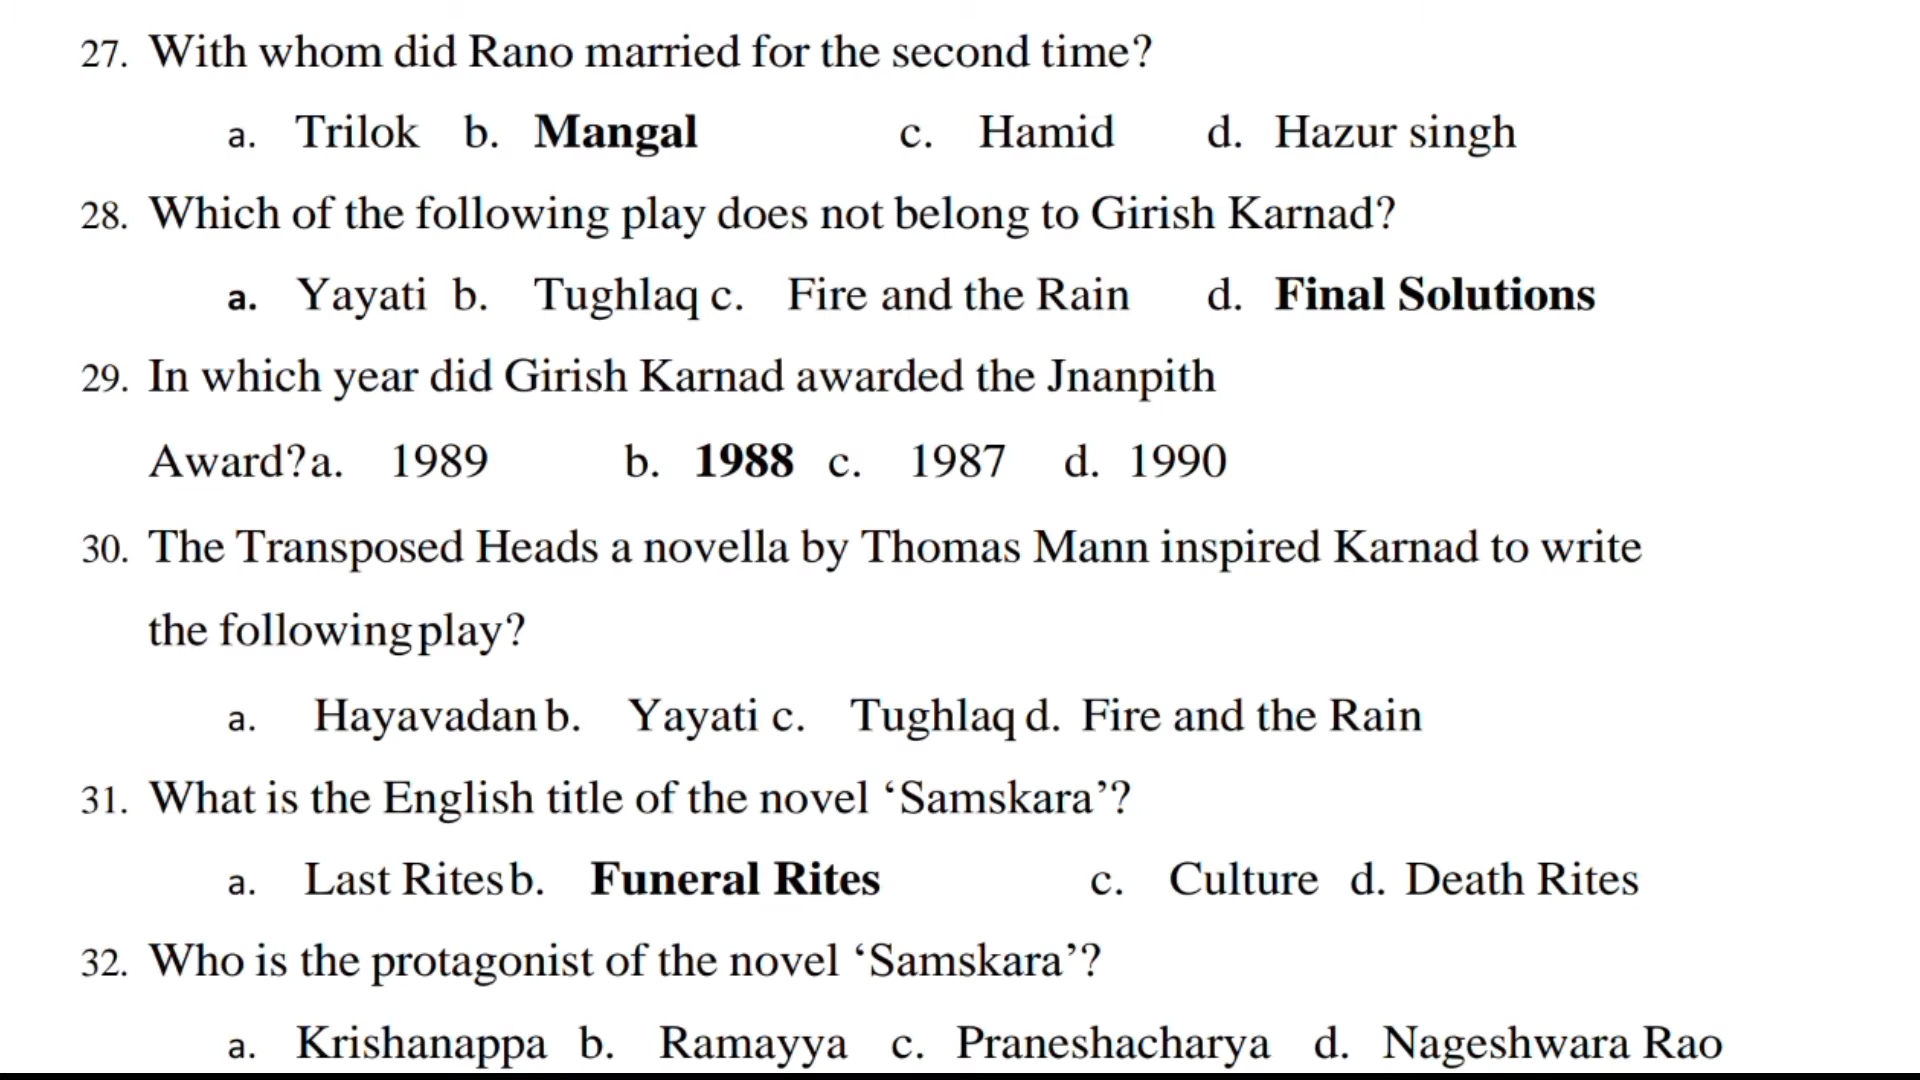 27. With whom did Rano married for the second time?
a. Trilok b. Mangal c. Hamid d. Hazur singh
28. Which of the following play does not belong to Girish Karnad?
a. Yayati b. Tughlaq c. Fire and the Rain d. Final Solutions
29. In which year did Girish Karnad awarded the Jnanpith
Award?a. 1989 b. 1988 c. 1987 d. 1990
30. The Transposed Heads a novella by Thomas Mann inspired Karnad to write
the following play?
a. Hayavadan b. Yayati c. Tughlaq d. Fire and the Rain
31. What is the English title of the novel ‘Samskara’?
a. Last Rites b. Funeral Rites c. Culture d. Death Rites
32. Who is the protagonist of the novel ‘Samskara’?
a. Krishanappa b. Ramayya c. Praneshacharya d. Nageshwara Rao